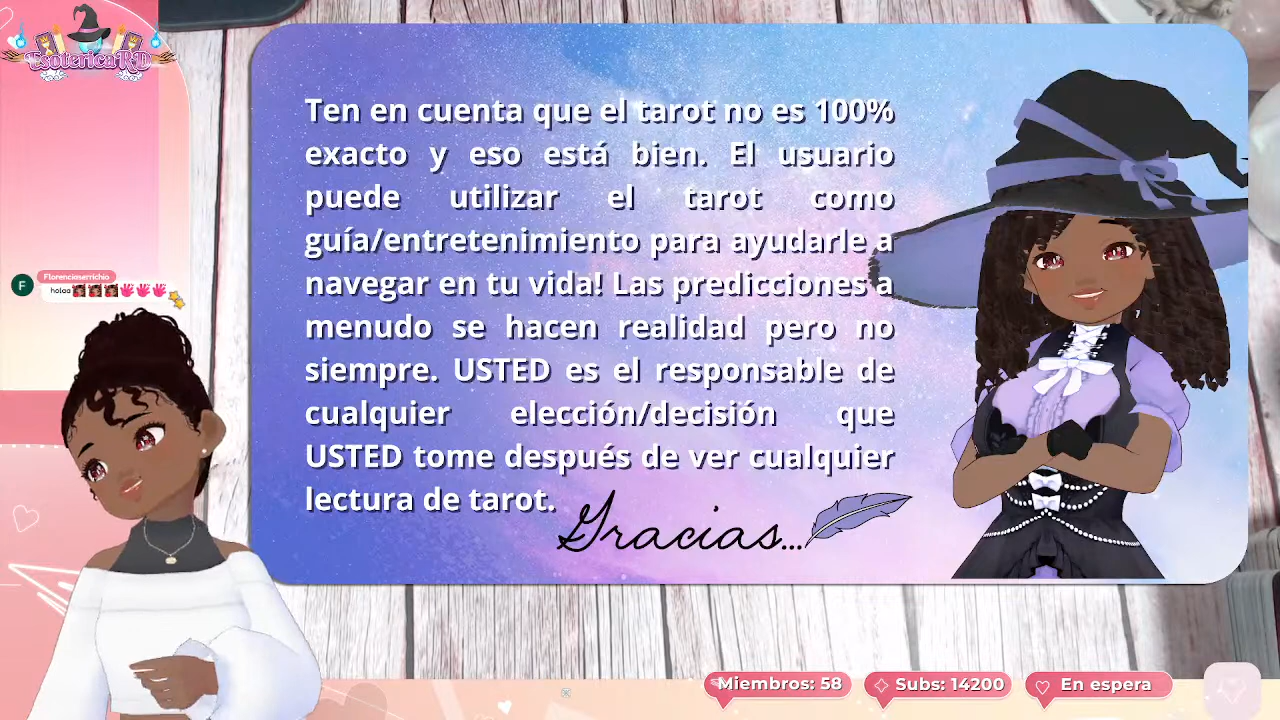 EsotericaRD
Ten en cuenta que el tarot no es 100%
exacto y eso está bien. El usuario
puede utilizar el tarot como
guía/entretenimiento para ayudarle a
navegar en tu vida! Las predicciones a
menudo se hacen realidad pero no
siempre. USTED es el responsable de
cualquier elección/decisión que
USTED tome después de ver cualquier
lectura de tarot.
Gracias...
F
Florenciaserrichio
holaa
Miembros: 58
Subs: 14200
En espera